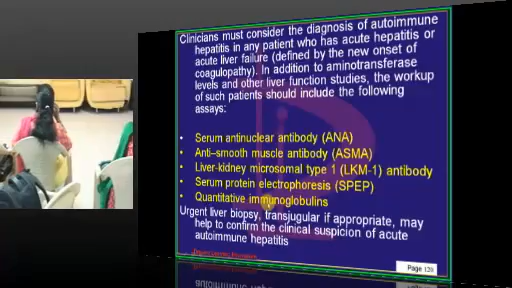 Clinicians must consider the diagnosis of autoimmune
hepatitis in any patient who has acute hepatitis or
acute liver failure (defined by the new onset of
coagulopathy). In addition to aminotransferase
levels and other liver function studies, the workup
of such patients should include the following
assays:
• Serum antinuclear antibody (ANA)
• Anti–smooth muscle antibody (ASMA)
• Liver-kidney microsomal type 1 (LKM-1) antibody
• Serum protein electrophoresis (SPEP)
• Quantitative immunoglobulins
Urgent liver biopsy, transjugular if appropriate, may
help to confirm the clinical suspicion of acute
autoimmune hepatitis
Page 129